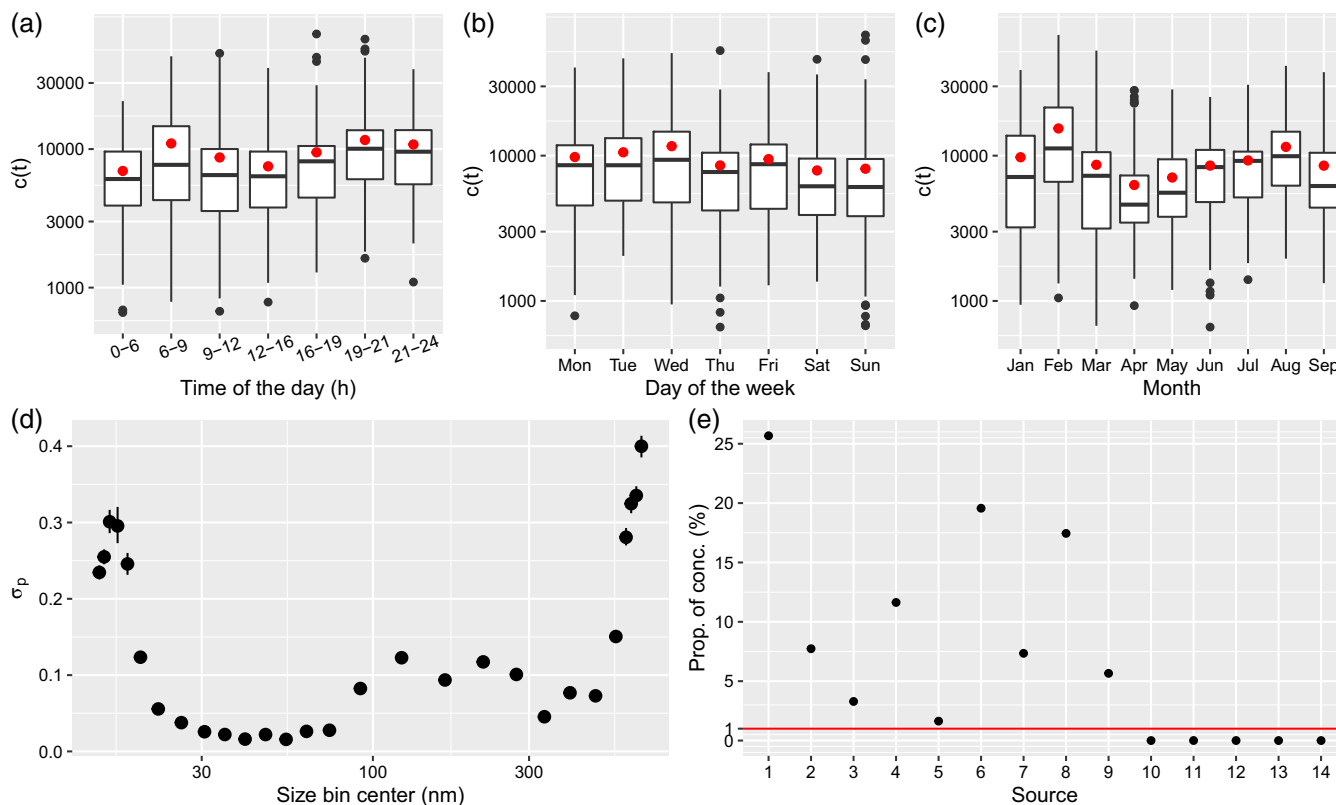 (a)
c(t)
30000
10000
3000
1000
0−6
6−9
9−12
12−16
16−19
19−21
21−24
Time of the day (h)
(b)
c(t)
30000
10000
3000
1000
Mon Tue Wed Thu Fri Sat Sun
Day of the week
(c)
c(t)
30000
10000
3000
1000
Jan Feb Mar Apr May Jun Jul Aug Sep
Month
(d)
σp
0.4
0.3
0.2
0.1
0.0
30 100 300
Size bin center (nm)
(e)
Prop. of conc. (%)
25
20
15
10
5
1
0
1 2 3 4 5 6 7 8 9 10 11 12 13 14
Source